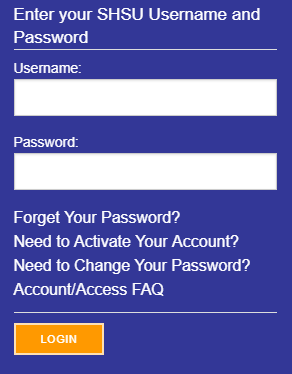 Enter your SHSU Username and
Password
Username:
Password:
Forget Your Password?
Need to Activate Your Account?
Need to Change Your Password?
Account/Access FAQ
LOGIN